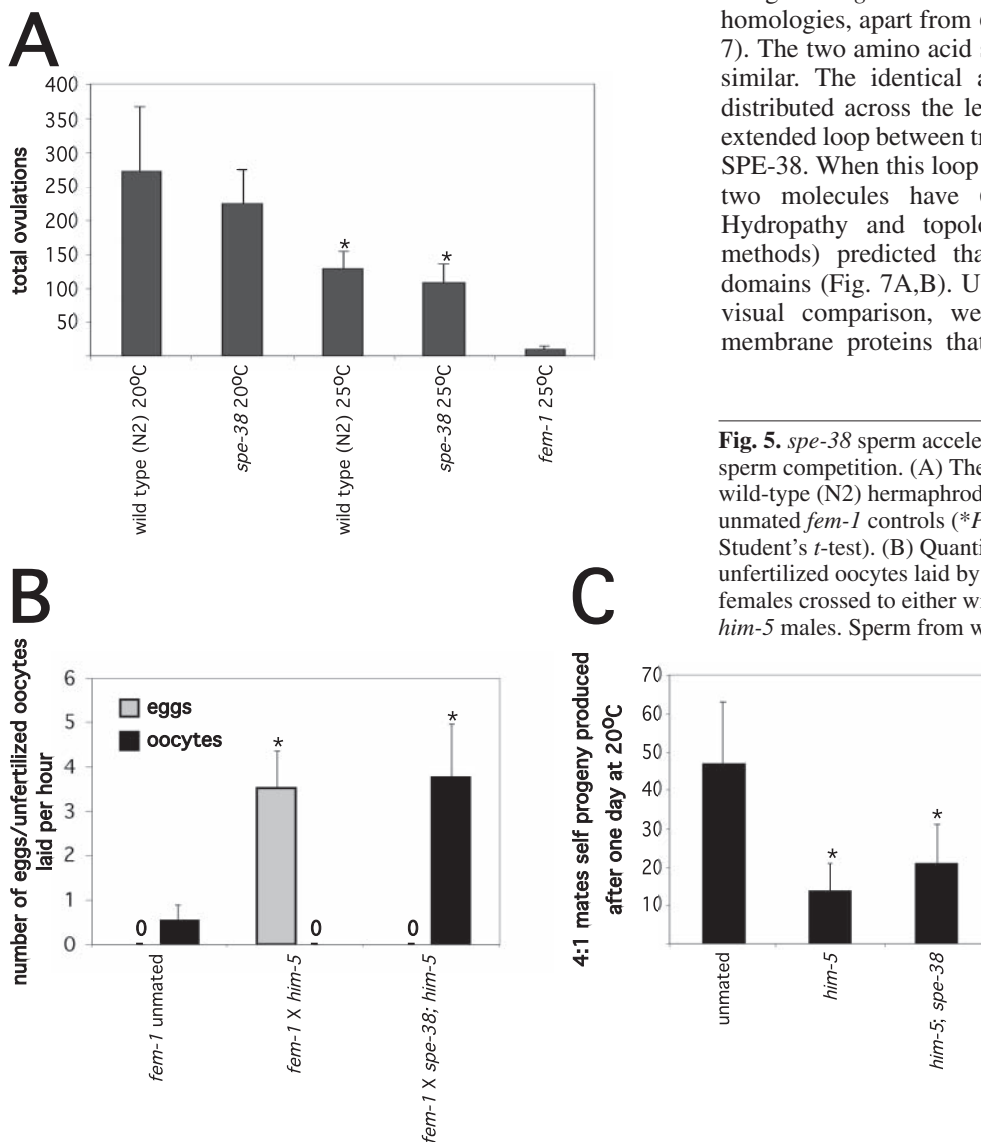 homologies, apart from
7). The two amino acid
similar. The identical a
distributed across the le
extended loop between tr
SPE-38. When this loop
two molecules have
Hydropathy and topolo
methods) predicted tha
domains (Fig. 7A,B). U
visual comparison, we
membrane proteins that
A
total ovulations
400
350
300
250
200
150
100
50
*
*
wild type (N2) 20°C
spe-38 20°C
wild type (N2) 25°C
spe-38 25°C
fem-1 25°C
Fig. 5. spe-38 sperm accele
sperm competition. (A) The
wild-type (N2) hermaphrod
unmated fem-1 controls (*P
Student's t-test). (B) Quanti
unfertilized oocytes laid by
females crossed to either wi
him-5 males. Sperm from w
B
number of eggs/unfertilized oocytes
laid per hour
6
5
4
3
2
1
0
eggs
oocytes
*
*
0
0
0
fem-1 unmated
fem-1 X him-5
fem-1 X spe-38; him-5
C
4:1 mates self progeny produced
after one day at 20°C
70
60
50
40
30
20
10
*
*
unmated
him-5
him-5; spe-38